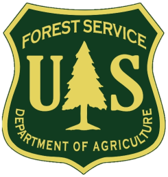 FOREST SERVICE
U S
DEPARTMENT OF AGRICULTURE